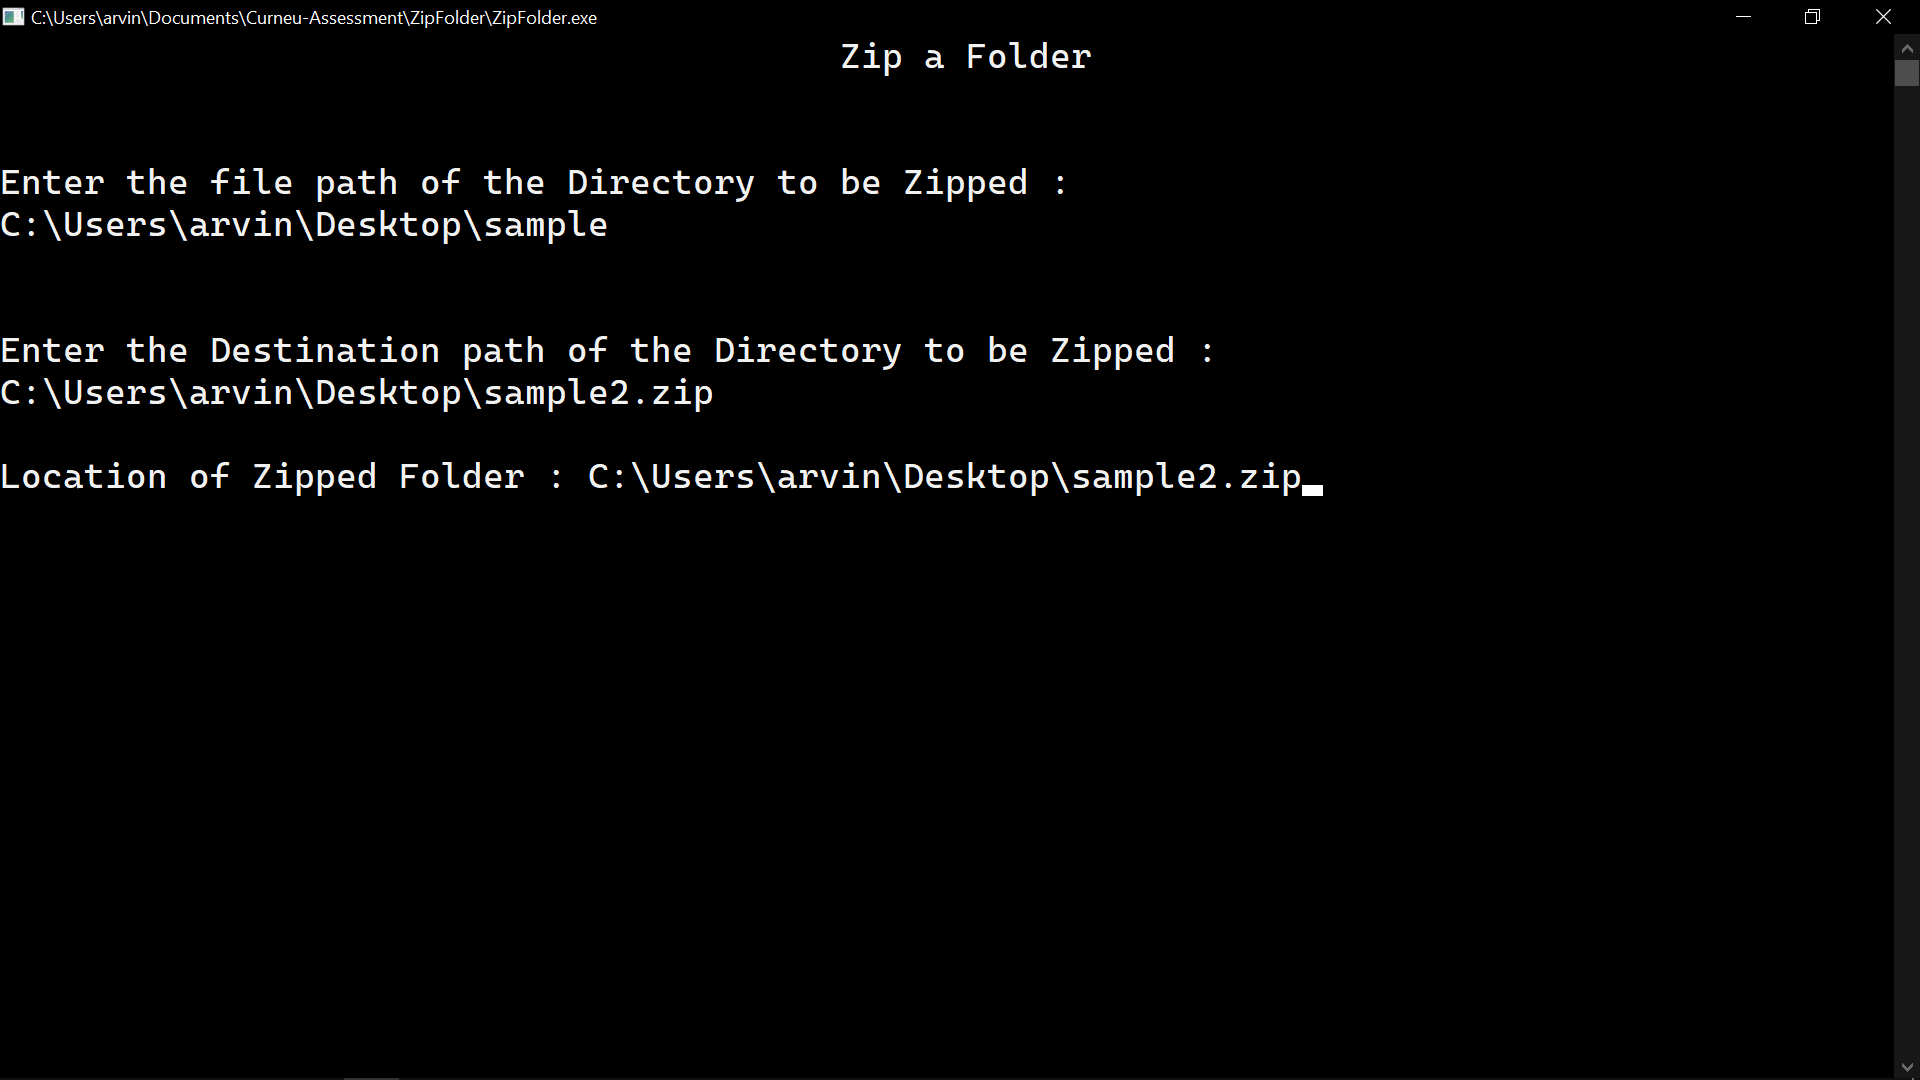 C:\Users\arvin\Documents\Curneu-Assessment\ZipFolder\ZipFolder.exe
Zip a Folder
Enter the file path of the Directory to be Zipped :
C:\Users\arvin\Desktop\sample
Enter the Destination path of the Directory to be Zipped :
C:\Users\arvin\Desktop\sample2.zip
Location of Zipped Folder : C:\Users\arvin\Desktop\sample2.zip